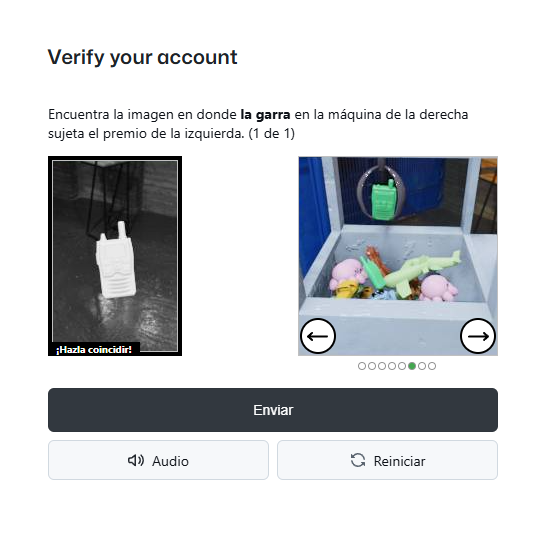 Verify your account
Encuentra la imagen en donde la garra en la máquina de la derecha
sujeta el premio de la izquierda. (1 de 1)
¡Hazla coincidir!
Enviar
Audio
Reiniciar